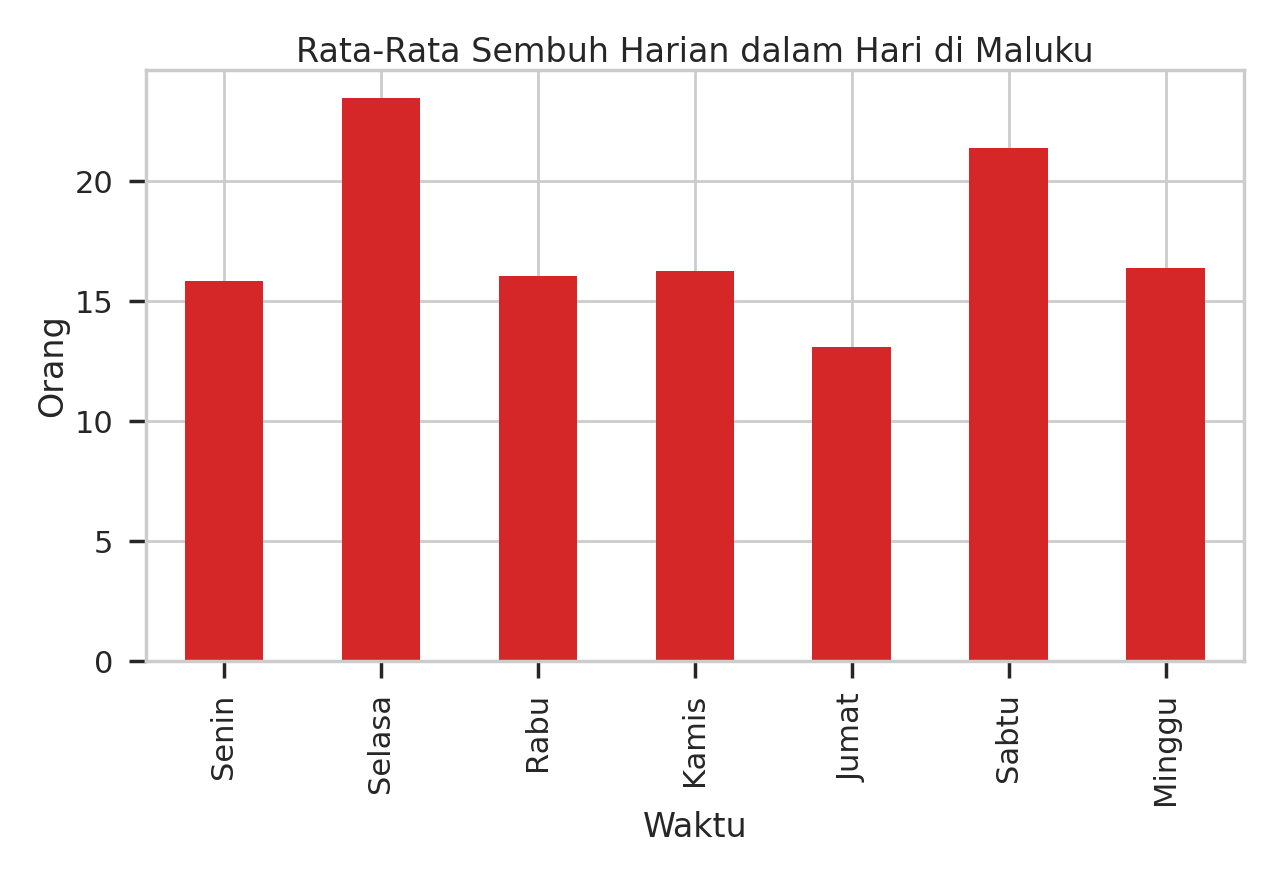 Rata-Rata Sembuh Harian dalam Hari di Maluku
Orang
20
15
10
5
0
Senin
Selasa
Rabu
Kamis
Jumat
Sabtu
Minggu
Waktu